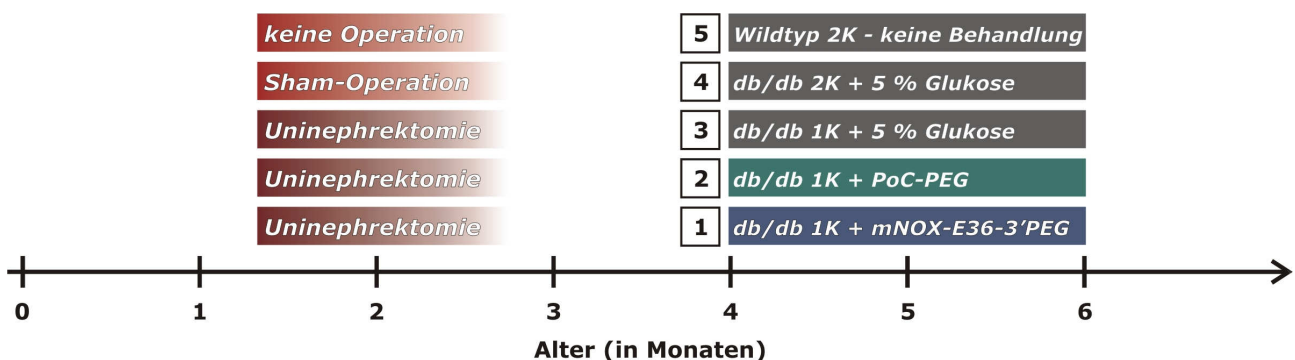 keine Operation 5 Wildtyp 2K - keine Behandlung
Sham-Operation 4 db/db 2K + 5 % Glukose
Uninephrektomie 3 db/db 1K + 5 % Glukose
Uninephrektomie 2 db/db 1K + PoC-PEG
Uninephrektomie 1 db/db 1K + mNOX-E36-3’PEG
0 1 2 3 4 5 6
Alter (in Monaten)